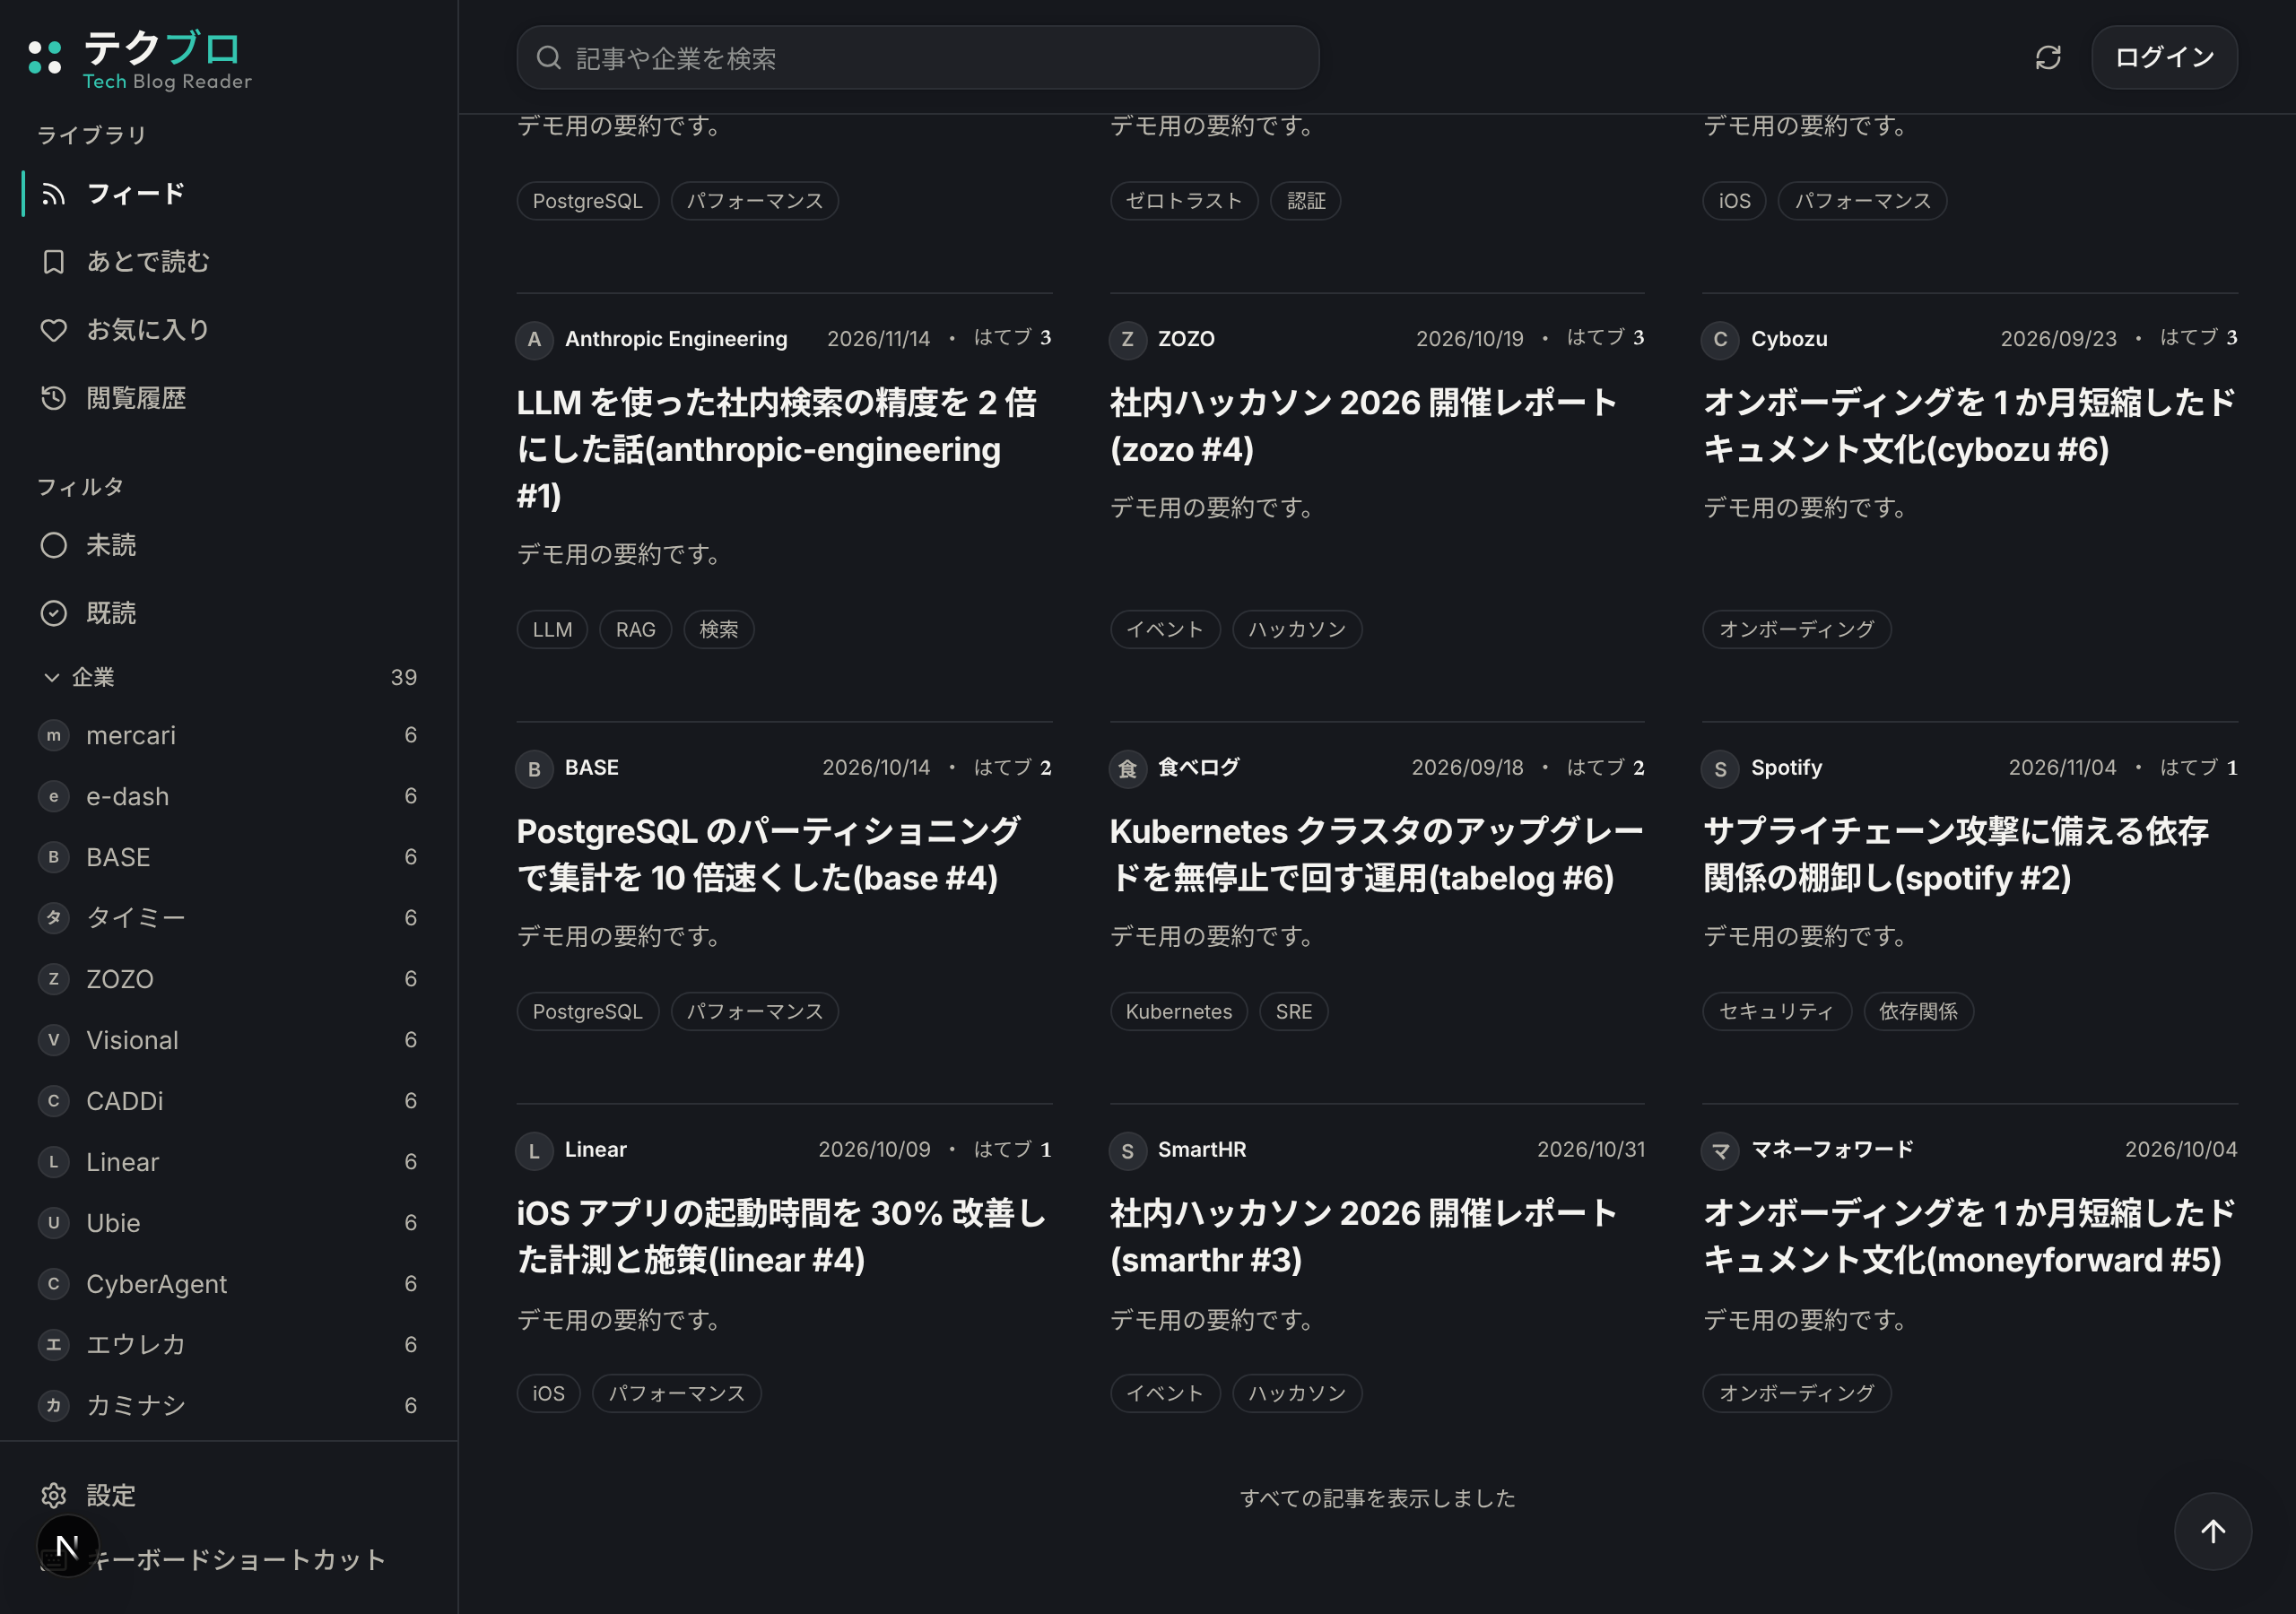 テクブロ
Tech Blog Reader
ライブラリ
フィード
あとで読む
お気に入り
閲覧履歴
フィルタ
未読
既読
企業 39
m mercari 6
e e-dash 6
B BASE 6
タ タイミー 6
Z ZOZO 6
V Visional 6
C CADDi 6
L Linear 6
U Ubie 6
C CyberAgent 6
エ エウレカ 6
カ カミナシ 6
設定
N
キーボードショートカット
記事や企業を検索
ログイン
デモ用の要約です。
PostgreSQL パフォーマンス
デモ用の要約です。
ゼロトラスト 認証
デモ用の要約です。
iOS パフォーマンス
A Anthropic Engineering 2026/11/14 • はてブ 3
LLM を使った社内検索の精度を 2 倍
にした話(anthropic-engineering
#1)
デモ用の要約です。
LLM RAG 検索
Z ZOZO 2026/10/19 • はてブ 3
社内ハッカソン 2026 開催レポート
(zozo #4)
デモ用の要約です。
イベント ハッカソン
C Cybozu 2026/09/23 • はてブ 3
オンボーディングを 1 か月短縮したド
キュメント文化(cybozu #6)
デモ用の要約です。
オンボーディング
B BASE 2026/10/14 • はてブ 2
PostgreSQL のパーティショニング
で集計を 10 倍速くした(base #4)
デモ用の要約です。
PostgreSQL パフォーマンス
食 食べログ 2026/09/18 • はてブ 2
Kubernetes クラスタのアップグレー
ドを無停止で回す運用(tabelog #6)
デモ用の要約です。
Kubernetes SRE
S Spotify 2026/11/04 • はてブ 1
サプライチェーン攻撃に備える依存
関係の棚卸し(spotify #2)
デモ用の要約です。
セキュリティ 依存関係
L Linear 2026/10/09 • はてブ 1
iOS アプリの起動時間を 30% 改善し
た計測と施策(linear #4)
デモ用の要約です。
iOS パフォーマンス
S SmartHR 2026/10/31
社内ハッカソン 2026 開催レポート
(smarthr #3)
デモ用の要約です。
イベント ハッカソン
マ マネーフォワード 2026/10/04
オンボーディングを 1 か月短縮したド
キュメント文化(moneyforward #5)
デモ用の要約です。
オンボーディング
すべての記事を表示しました